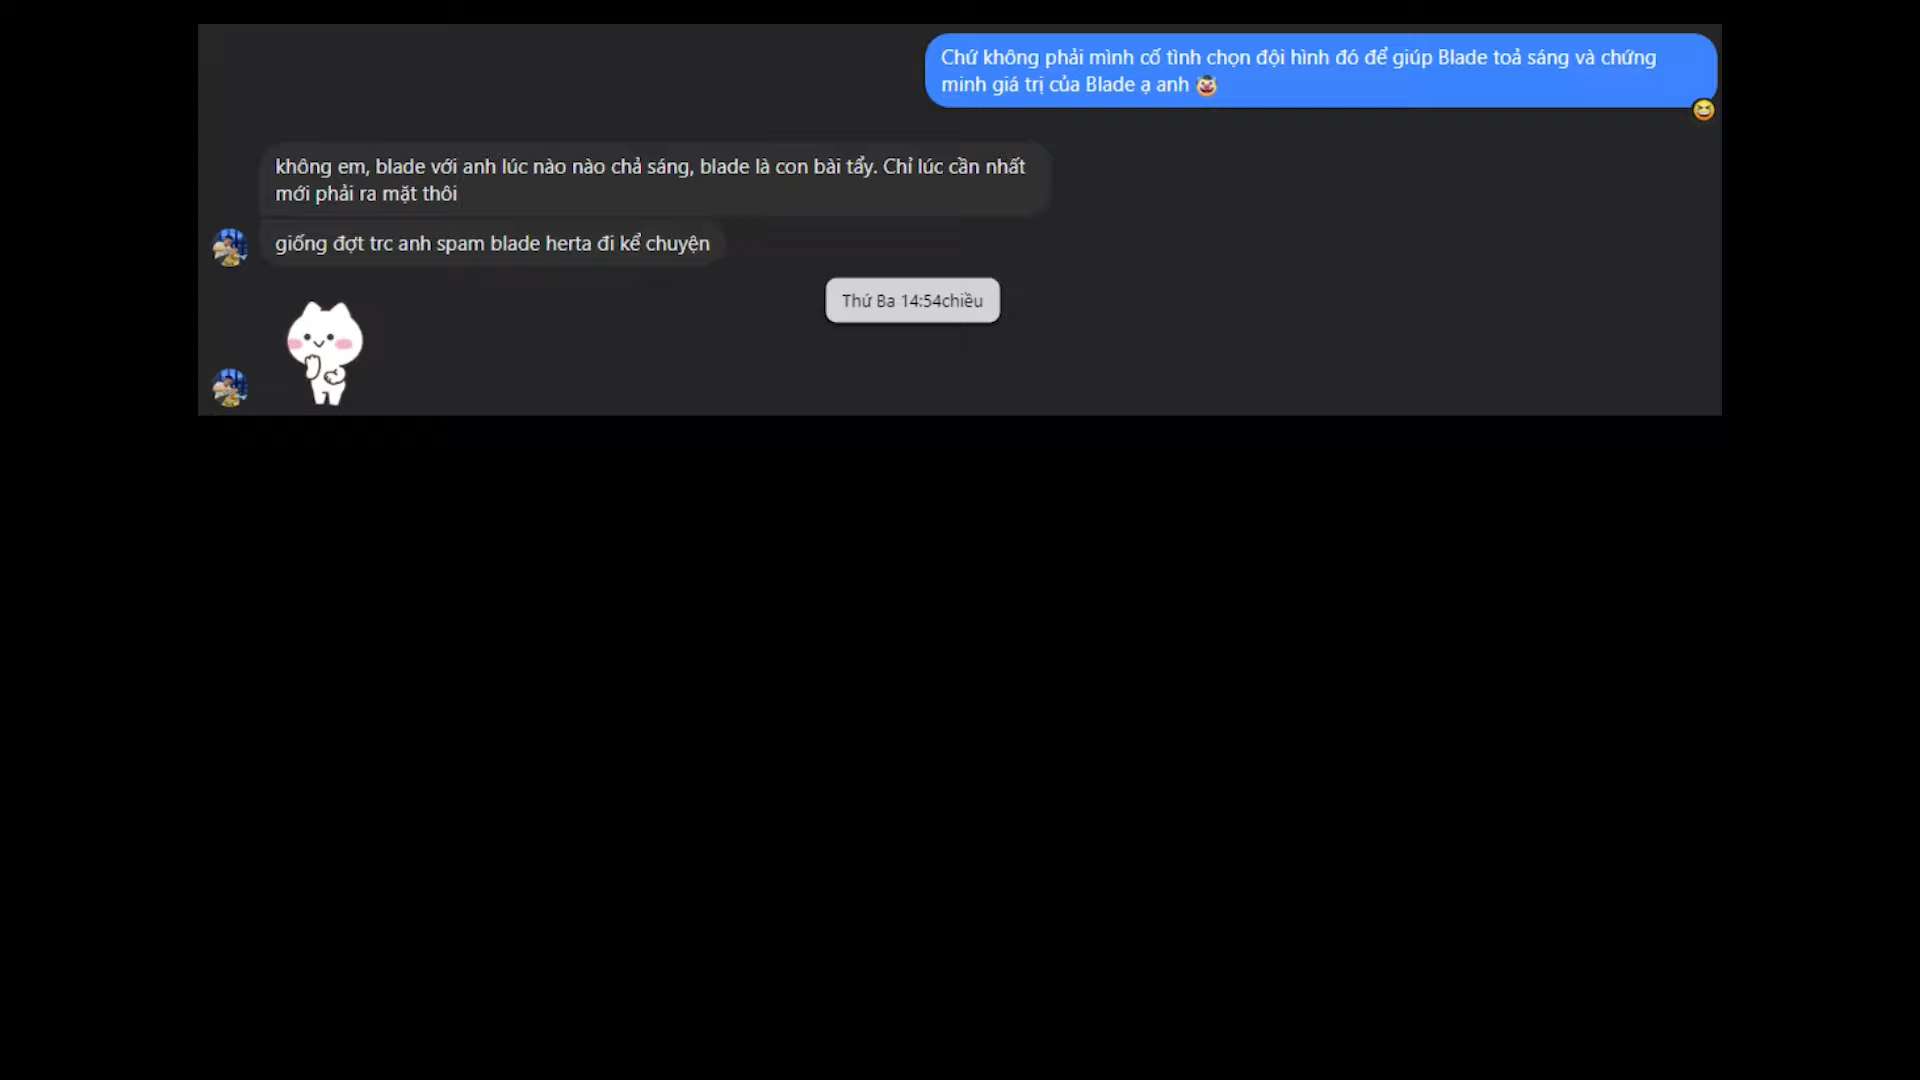 Chứ không phải mình cố tình chọn đội hình đó để giúp Blade toả sáng và chứng
minh giá trị của Blade ạ anh 🤡
không em, blade với anh lúc nào nào chả sáng, blade là con bài tẩy. Chỉ lúc cần nhất
mới phải ra mặt thôi
giống đợt trc anh spam blade herta đi kể chuyện
Thứ Ba 14:54chiều